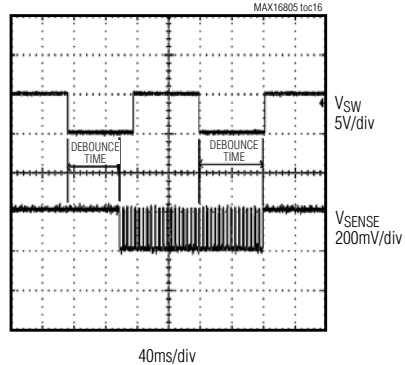 MAX16805 toc16
VSW
5V/div
DEBOUNCE
TIME
DEBOUNCE
TIME
VSENSE
200mV/div
40ms/div